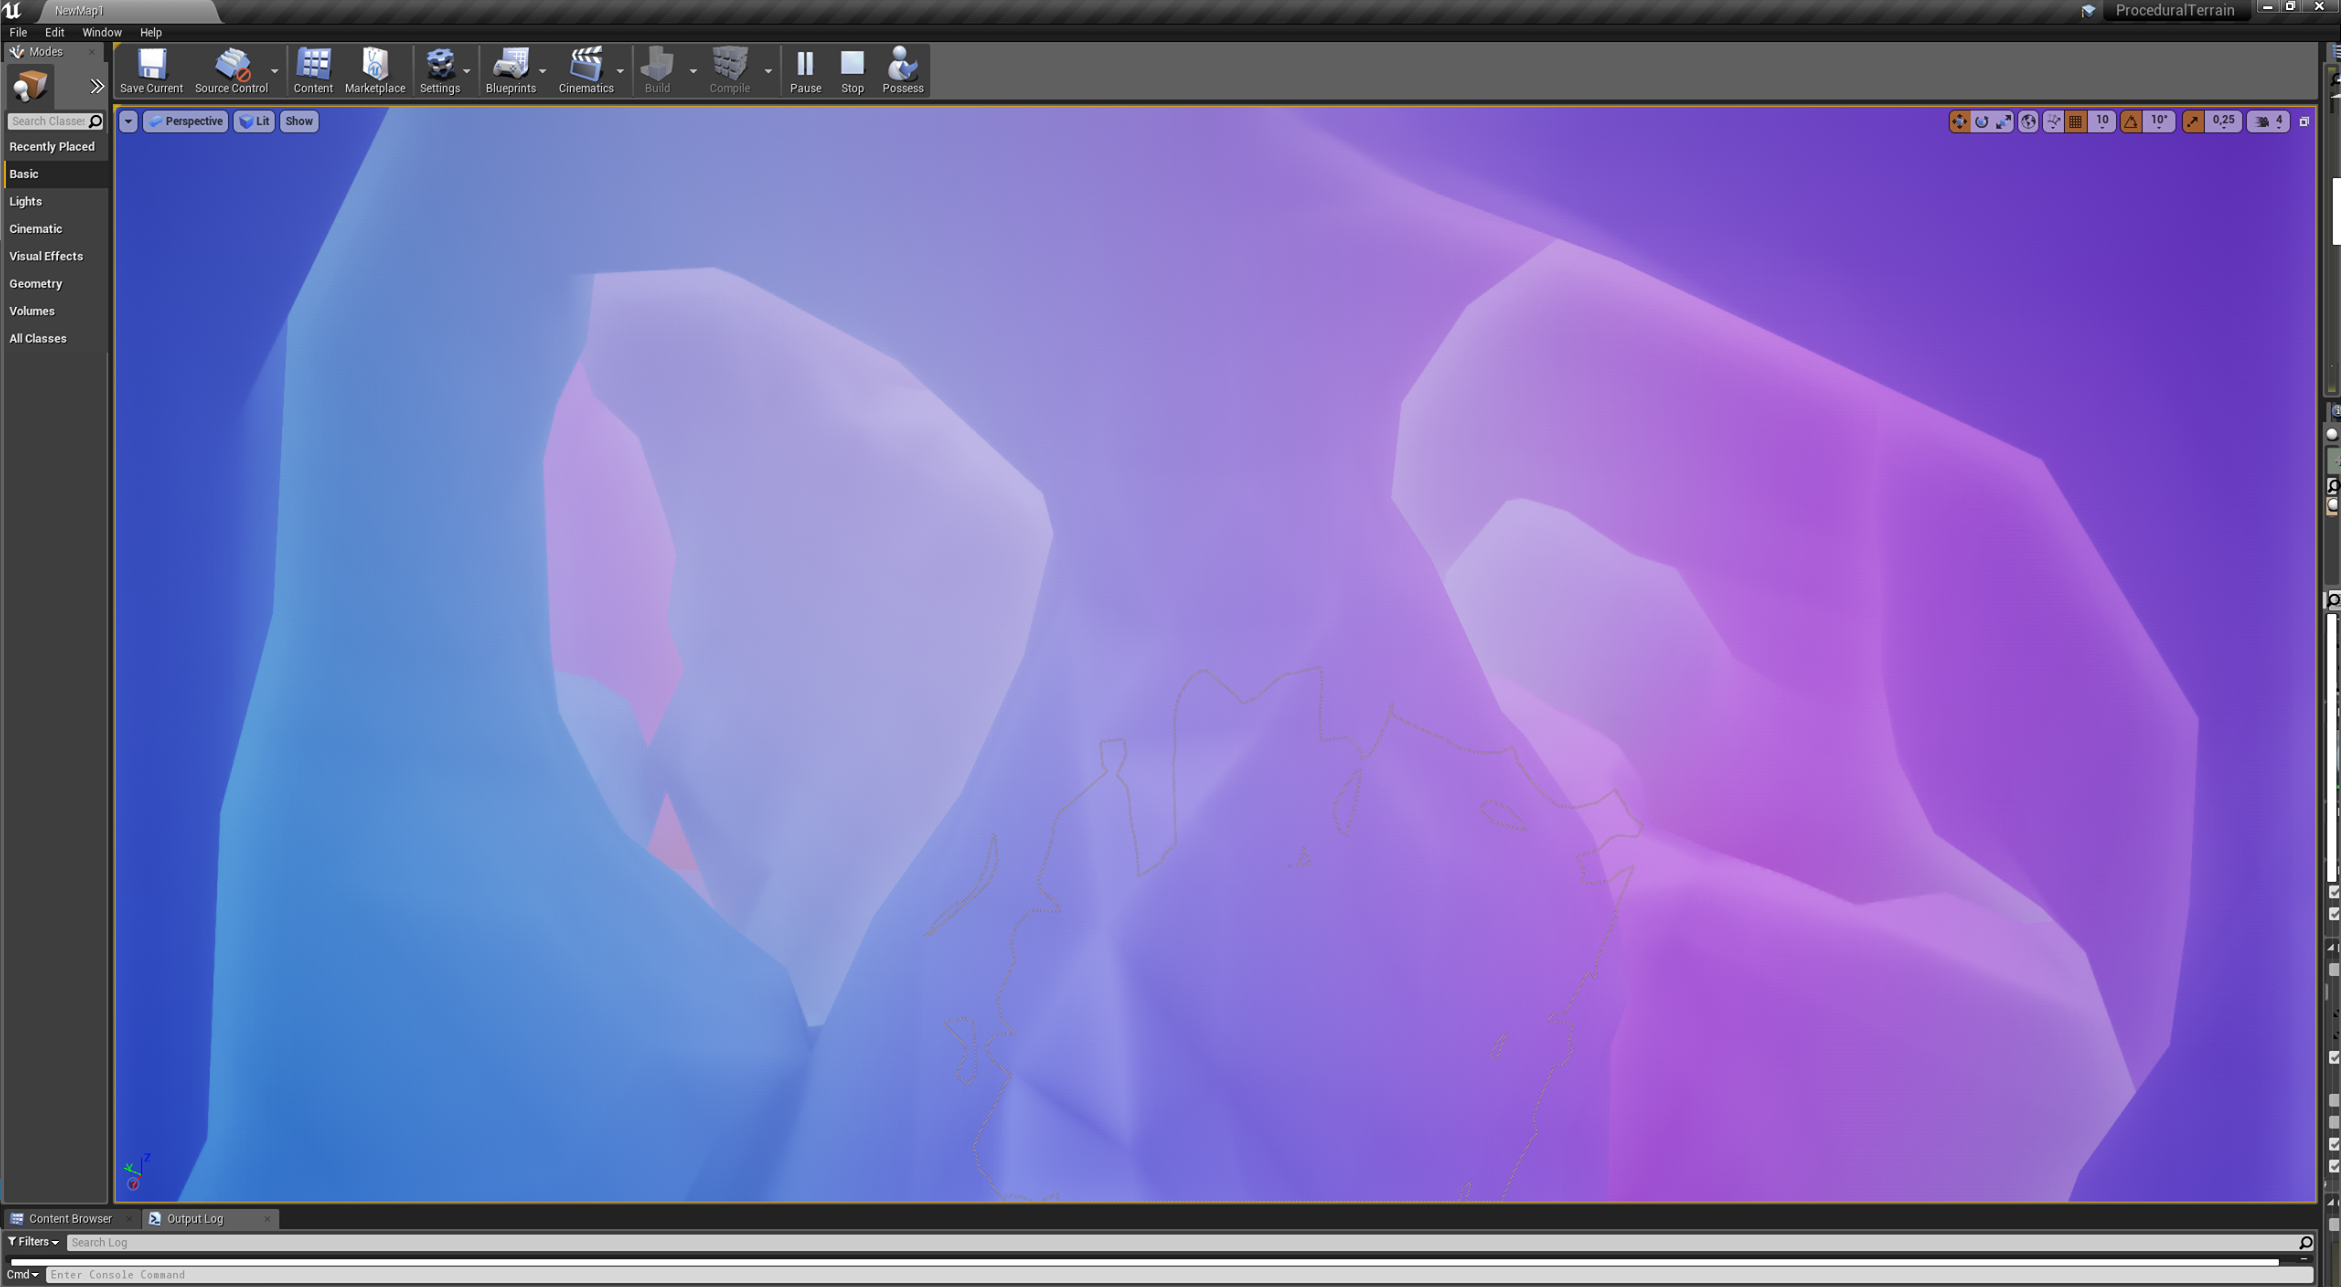 NewMap1
ProceduralTerrain
File Edit Window Help
Modes
Save Current Source Control Content Marketplace Settings Blueprints Cinematics Build Compile Pause Stop Possess
Search Classes
Perspective Lit Show
10 10° 0,25 4
Recently Placed
Basic
Lights
Cinematic
Visual Effects
Geometry
Volumes
All Classes
Z
Content Browser Output Log
Filters Search Log
Cmd Enter Console Command